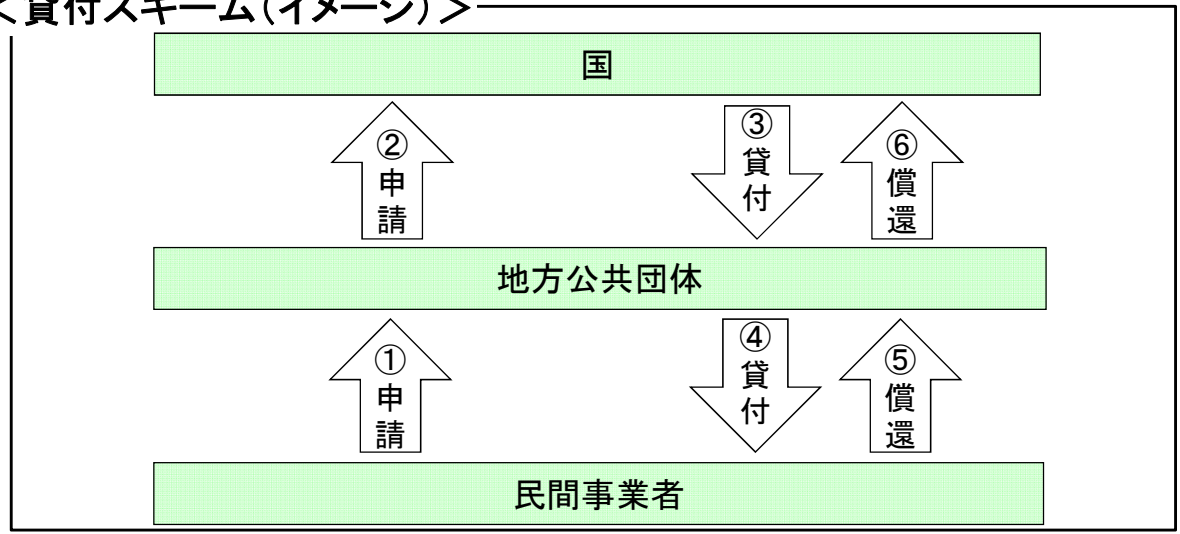 ＜貸付スキーム（イメージ）＞
国
②申請
③貸付
⑥償還
地方公共団体
①申請
④貸付
⑤償還
民間事業者